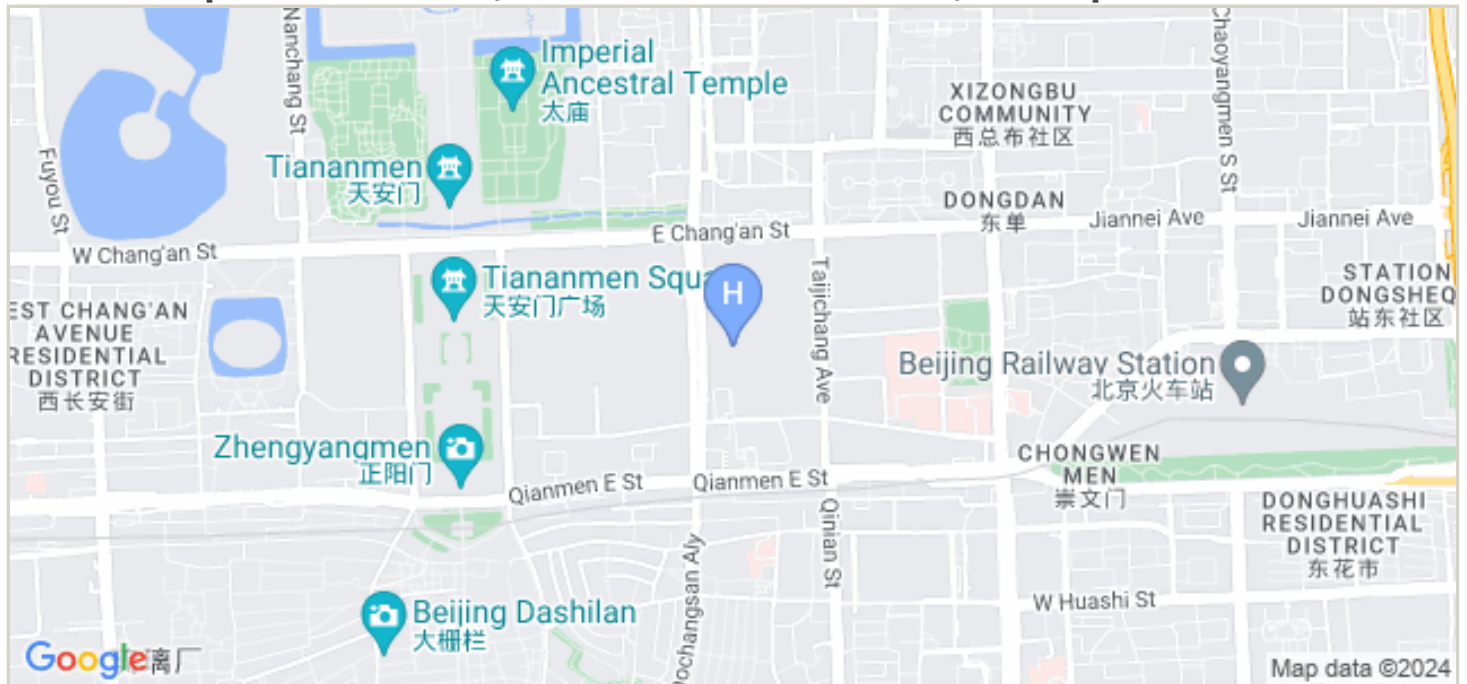 Imperial
Ancestral Temple
太庙
Nanchang St
Chaoyangmen S St
XIZONGBU
COMMUNITY
西总布社区
Tiananmen
天安门
Fuyou St
DONGDAN
东单
Jiannei Ave
Jiannei Ave
E Chang'an St
W Chang'an St
Tiananmen Squa
天安门广场
H
Taijichang Ave
STATION
DONGSHEQ
站东社区
EST CHANG'AN
AVENUE
RESIDENTIAL
DISTRICT
西长安街
Beijing Railway Station
北京火车站
Zhengyangmen
正阳门
CHONGWEN
MEN
崇文门
Qianmen E St
Qianmen E St
Qinian St
DONGHUASHI
RESIDENTIAL
DISTRICT
东花市
Beijing Dashilan
大栅栏
W Huashi St
Google
厂
Map data ©2024